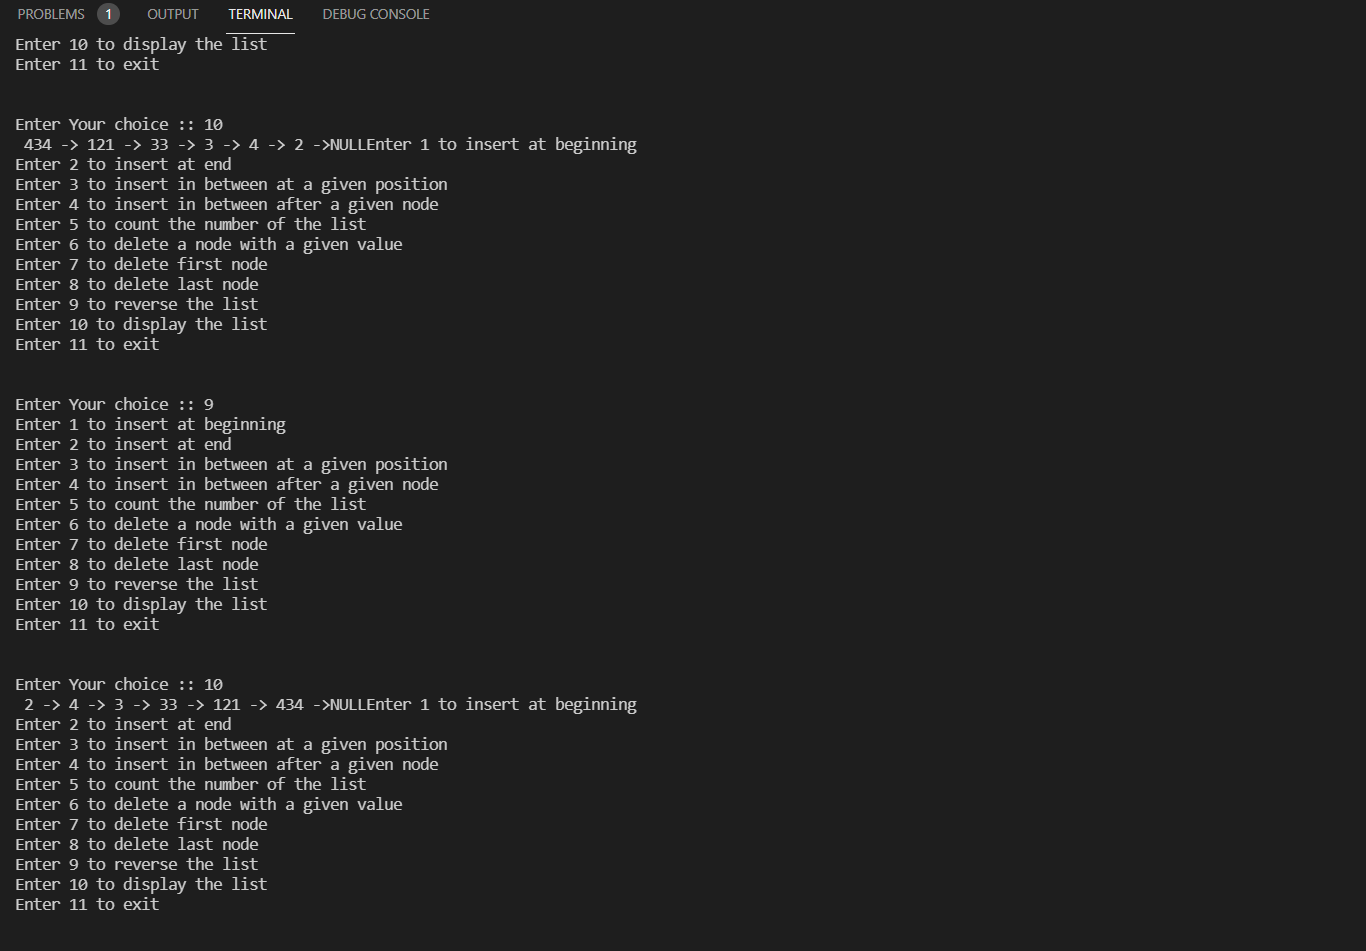 PROBLEMS 1 OUTPUT TERMINAL DEBUG CONSOLE
Enter 10 to display the list
Enter 11 to exit
Enter Your choice :: 10
434 -> 121 -> 33 -> 3 -> 4 -> 2 ->NULLEnter 1 to insert at beginning
Enter 2 to insert at end
Enter 3 to insert in between at a given position
Enter 4 to insert in between after a given node
Enter 5 to count the number of the list
Enter 6 to delete a node with a given value
Enter 7 to delete first node
Enter 8 to delete last node
Enter 9 to reverse the list
Enter 10 to display the list
Enter 11 to exit
Enter Your choice :: 9
Enter 1 to insert at beginning
Enter 2 to insert at end
Enter 3 to insert in between at a given position
Enter 4 to insert in between after a given node
Enter 5 to count the number of the list
Enter 6 to delete a node with a given value
Enter 7 to delete first node
Enter 8 to delete last node
Enter 9 to reverse the list
Enter 10 to display the list
Enter 11 to exit
Enter Your choice :: 10
2 -> 4 -> 3 -> 33 -> 121 -> 434 ->NULLEnter 1 to insert at beginning
Enter 2 to insert at end
Enter 3 to insert in between at a given position
Enter 4 to insert in between after a given node
Enter 5 to count the number of the list
Enter 6 to delete a node with a given value
Enter 7 to delete first node
Enter 8 to delete last node
Enter 9 to reverse the list
Enter 10 to display the list
Enter 11 to exit